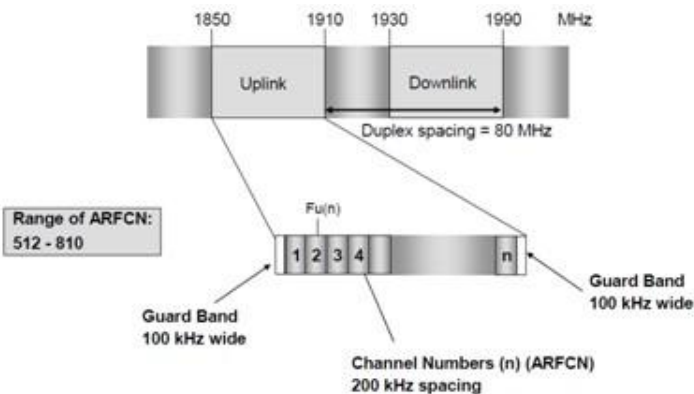 1850 1910 1930 1990 MHz
Uplink
Downlink
Duplex spacing = 80 MHz
Range of ARFCN:
512 - 810
Fu(n)
1 2 3 4 n
Guard Band
100 kHz wide
Guard Band
100 kHz wide
Channel Numbers (n) (ARFCN)
200 kHz spacing